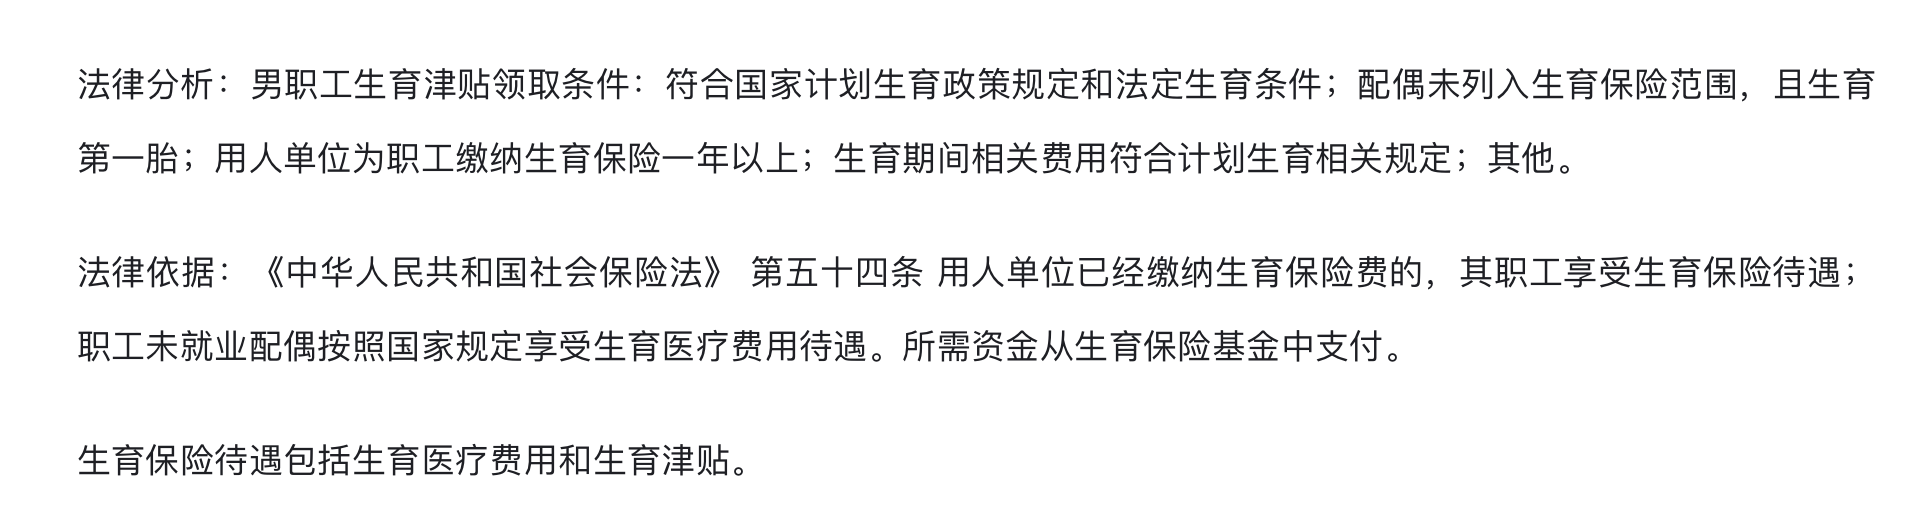 法律分析：男职工生育津贴领取条件：符合国家计划生育政策规定和法定生育条件；配偶未列入生育保险范围，且生育
第一胎；用人单位为职工缴纳生育保险一年以上；生育期间相关费用符合计划生育相关规定；其他。
法律依据：《中华人民共和国社会保险法》 第五十四条 用人单位已经缴纳生育保险费的，其职工享受生育保险待遇；
职工未就业配偶按照国家规定享受生育医疗费用待遇。所需资金从生育保险基金中支付。
生育保险待遇包括生育医疗费用和生育津贴。